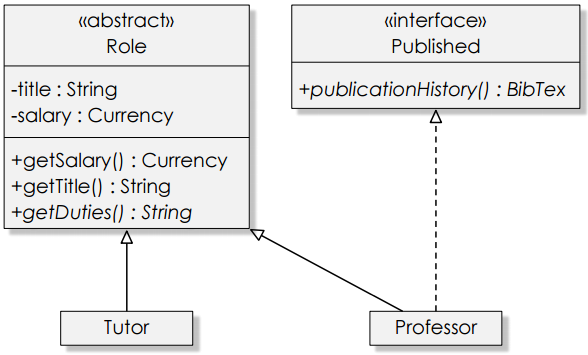 «abstract»
Role
-title : String
-salary : Currency
+getSalary() : Currency
+getTitle() : String
+getDuties() : String
«interface»
Published
+publicationHistory() : BibTex
Tutor
Professor